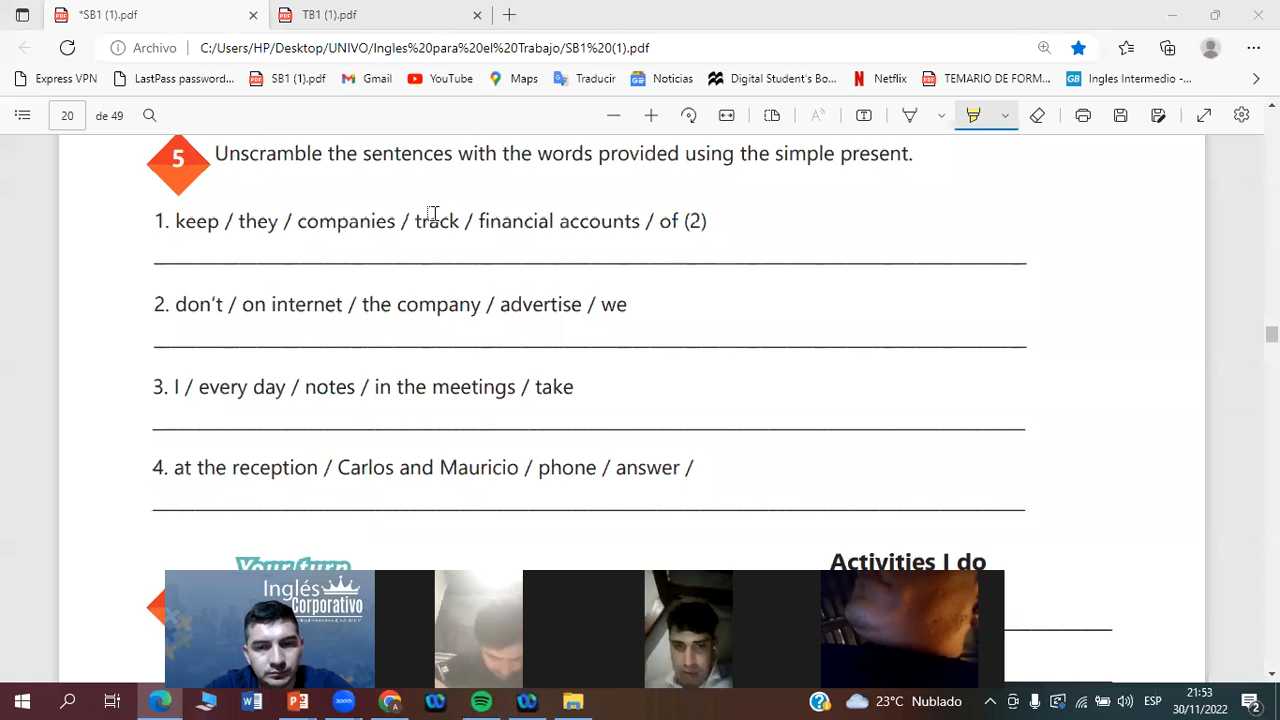 *SB1 (1).pdf
TB1 (1).pdf
Archivo C:/Users/HP/Desktop/UNIVO/Ingles%20para%20el%20Trabajo/SB1%20(1).pdf
Express VPN LastPass password... SB1 (1).pdf Gmail YouTube Maps Traducir Noticias Digital Student's Bo... Netflix TEMARIO DE FORM... GB Ingles Intermedio -...
20 de 49
5 Unscramble the sentences with the words provided using the simple present.
1. keep / they / companies / track / financial accounts / of (2)
2. don't / on internet / the company / advertise / we
3. I / every day / notes / in the meetings / take
4. at the reception / Carlos and Mauricio / phone / answer /
Your turn
Activities I do
Inglés
Corporativo
23°C Nublado ESP 21:53
30/11/2022 2